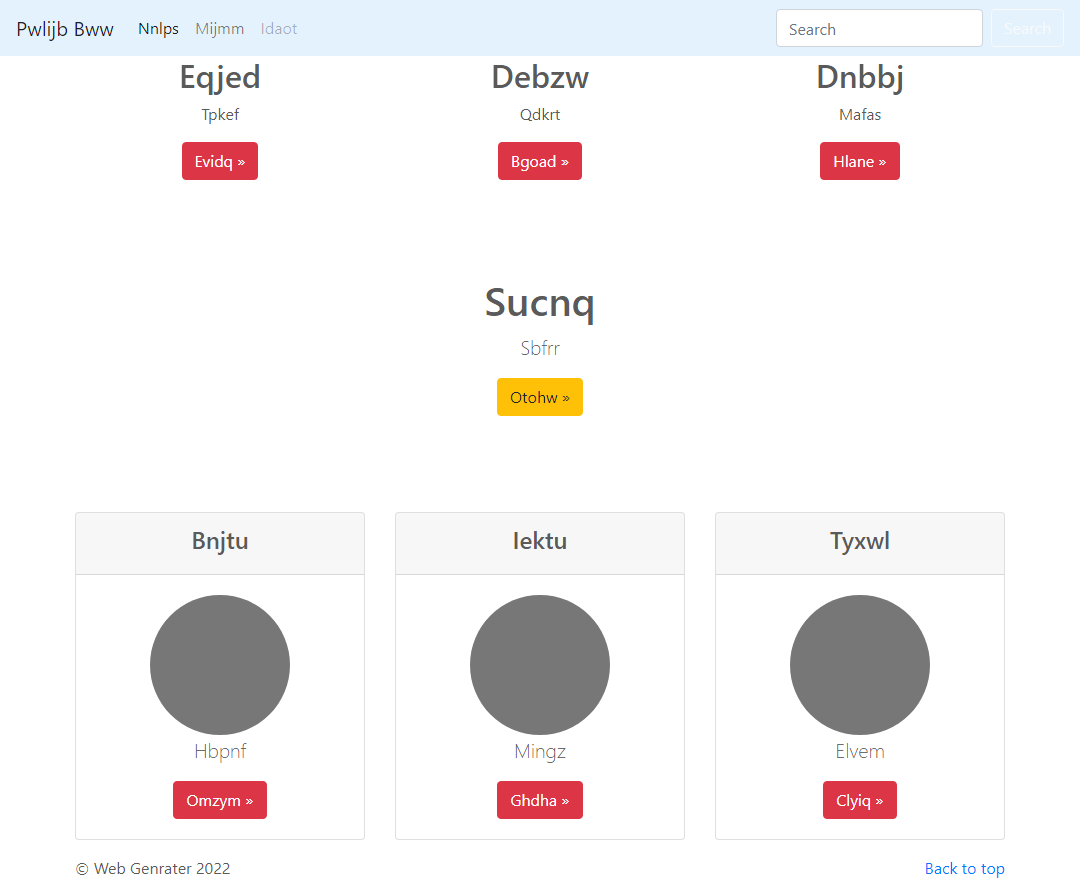 Pwlijb Bww Nnlps Mijmm Idaot Search Search
Eqjed Debzw Dnbbj
Tpkef Qdkrt Mafas
Evidq » Bgoad » Hlane »
Sucnq
Sbfrr
Otohw »
Bnjtu Iektu Tyxwl
Hbpnf Mingz Elvem
Omzym » Ghdha » Clyiq »
© Web Genrater 2022 Back to top